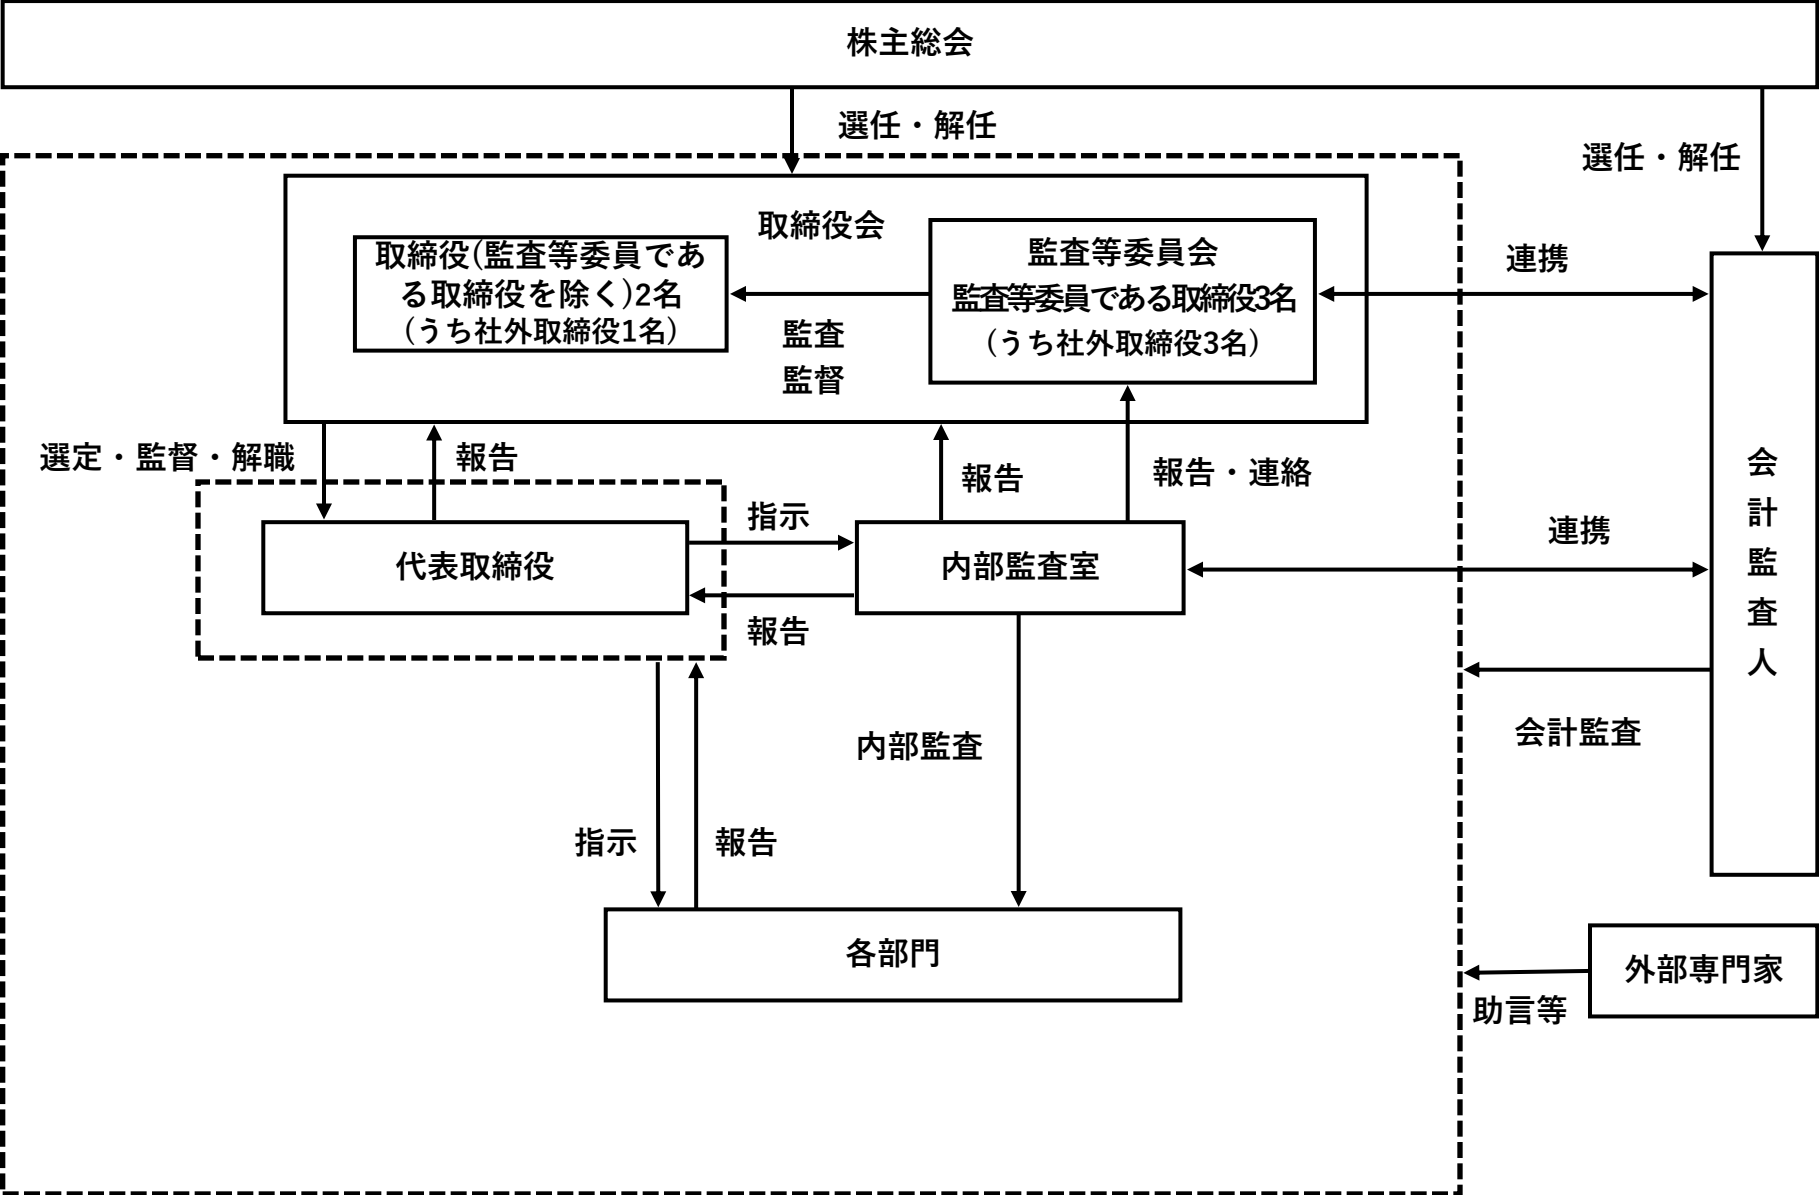 株主総会
選任・解任
選任・解任
取締役会
取締役(監査等委員であ
る取締役を除く)2名
（うち社外取締役1名）
監査等委員会
監査等委員である取締役3名
（うち社外取締役3名）
監査
監督
連携
選定・監督・解職
報告
報告
報告・連絡
会
計
監
査
人
指示
代表取締役
内部監査室
連携
報告
内部監査
会計監査
指示
報告
各部門
外部専門家
助言等